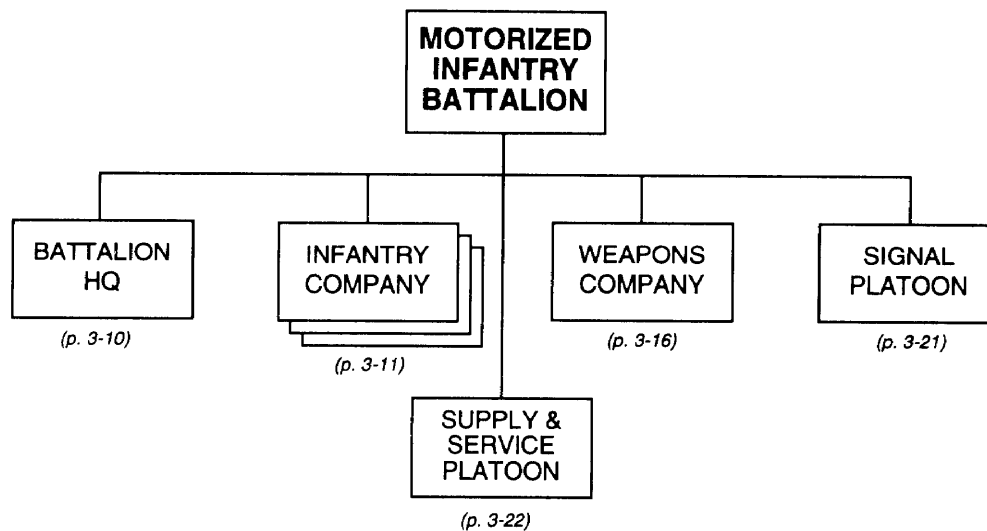 MOTORIZED
INFANTRY
BATTALION
BATTALION
HQ
(p. 3-10)
INFANTRY
COMPANY
(p. 3-11)
WEAPONS
COMPANY
(p. 3-16)
SIGNAL
PLATOON
(p. 3-21)
SUPPLY &
SERVICE
PLATOON
(p. 3-22)